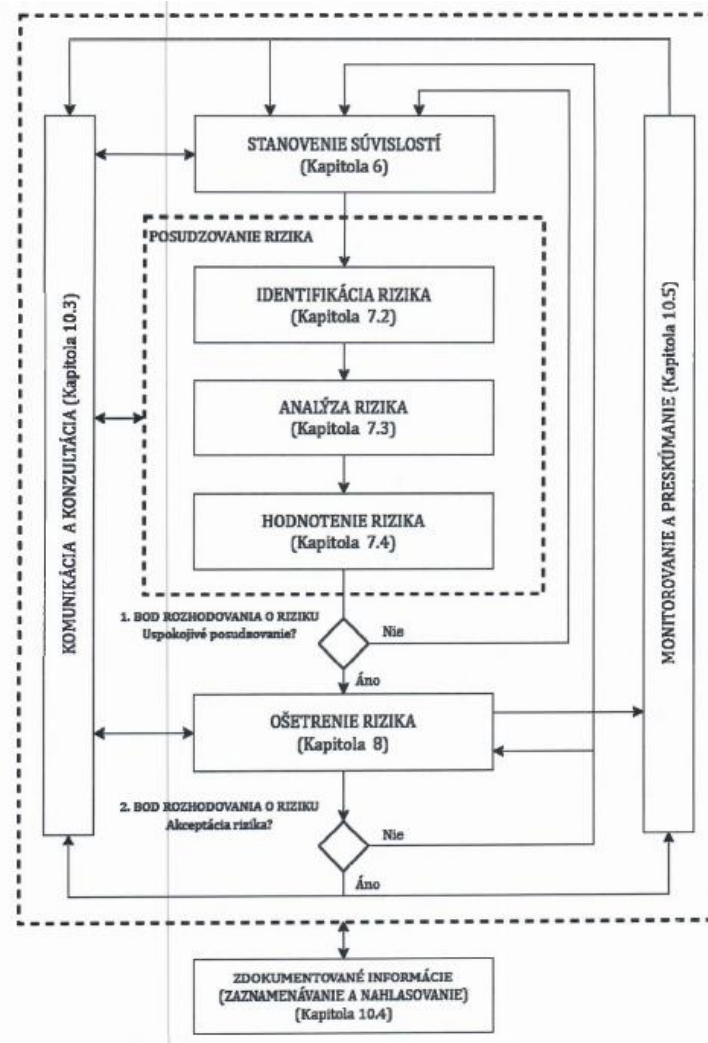 STANOVENIE SÚVISLOSTÍ
(Kapitola 6)
POSUDZOVANIE RIZIKA
IDENTIFIKÁCIA RIZIKA
(Kapitola 7.2)
ANALÝZA RIZIKA
(Kapitola 7.3)
HODNOTENIE RIZIKA
(Kapitola 7.4)
1. BOD ROZHODOVANIA O RIZIKU
Uspokojivé posudzovanie?
Nie
Áno
OŠETRENIE RIZIKA
(Kapitola 8)
2. BOD ROZHODOVANIA O RIZIKU
Akceptácia rizika?
Nie
Áno
KOMUNIKÁCIA A KONZULTÁCIA (Kapitola 10.3)
MONITOROVANIE A PRESKÚMANIE (Kapitola 10.5)
ZDOKUMENTOVANÉ INFORMÁCIE
(ZAZNAMENÁVANIE A NAHLASOVANIE)
(Kapitola 10.4)